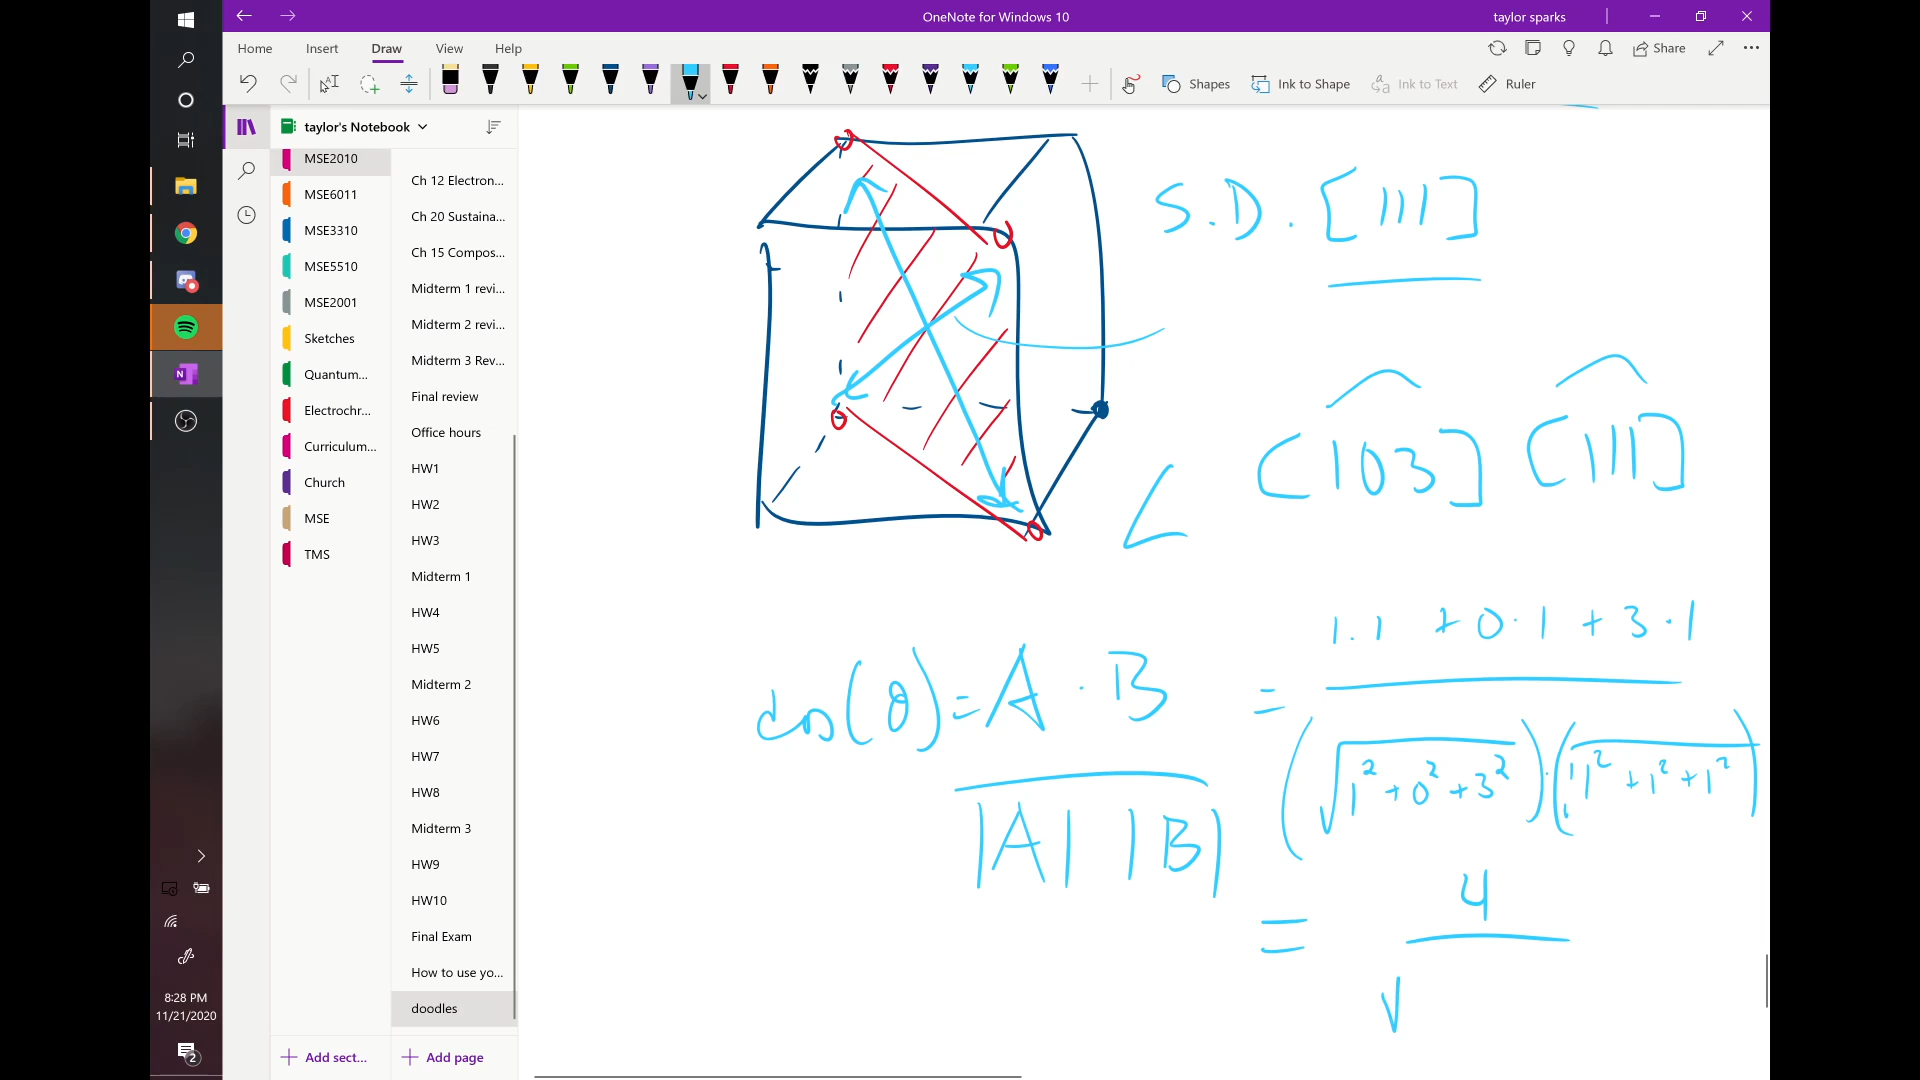 OneNote for Windows 10
taylor sparks
Home Insert Draw View Help
Share
Shapes Ink to Shape Ink to Text Ruler
taylor's Notebook
MSE2010
MSE6011
MSE3310
MSE5510
MSE2001
Sketches
Quantum...
Electrochr...
Curriculum...
Church
MSE
TMS
Ch 12 Electron...
Ch 20 Sustaina...
Ch 15 Compos...
Midterm 1 revi...
Midterm 2 revi...
Midterm 3 Rev...
Final review
Office hours
HW1
HW2
HW3
Midterm 1
HW4
HW5
Midterm 2
HW6
HW7
HW8
Midterm 3
HW9
HW10
Final Exam
How to use yo...
doodles
Add sect...
Add page
8:28 PM
11/21/2020
2
S.D. [111]
∠ [103] [111]
1.1 + 0·1 + 3·1
cos(θ) = A · B =
(√1²+0²+3²)·(√1²+1²+1²)
|A| |B|
= 4
√